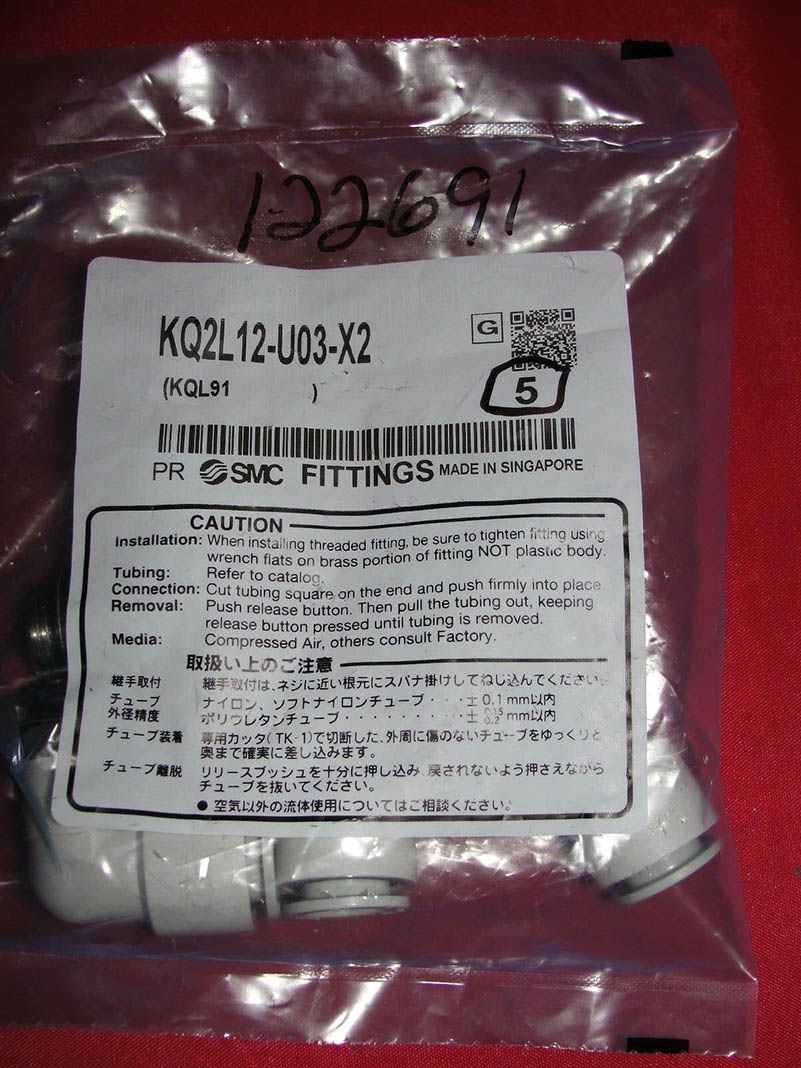 122691
KQ2L12-U03-X2
G
(KQL91 )
5
PR SMC FITTINGS MADE IN SINGAPORE
CAUTION
Installation: When installing threaded fitting, be sure to tighten fitting using
wrench flats on brass portion of fitting NOT plastic body.
Tubing: Refer to catalog.
Connection: Cut tubing square on the end and push firmly into place
Removal: Push release button. Then pull the tubing out, keeping
release button pressed until tubing is removed.
Media: Compressed Air, others consult Factory.
取扱い上のご注意
継手取付 継手取付は、ネジに近い根元にスパナ掛けしてねじ込んでください。
チューブ ナイロン、ソフトナイロンチューブ・・・± 0.1 mm以内
外径精度 ポリウレタンチューブ・・・・・・・・± 0.15 0.2 mm以内
チューブ装着 専用カッタ( TK-1)で切断した、外周に傷のないチューブをゆっくりと
奥まで確実に差し込みます。
チューブ離脱 リリースプッシュを十分に押し込み、戻されないよう押さえながら
チューブを抜いてください。
● 空気以外の流体使用についてはご相談ください。